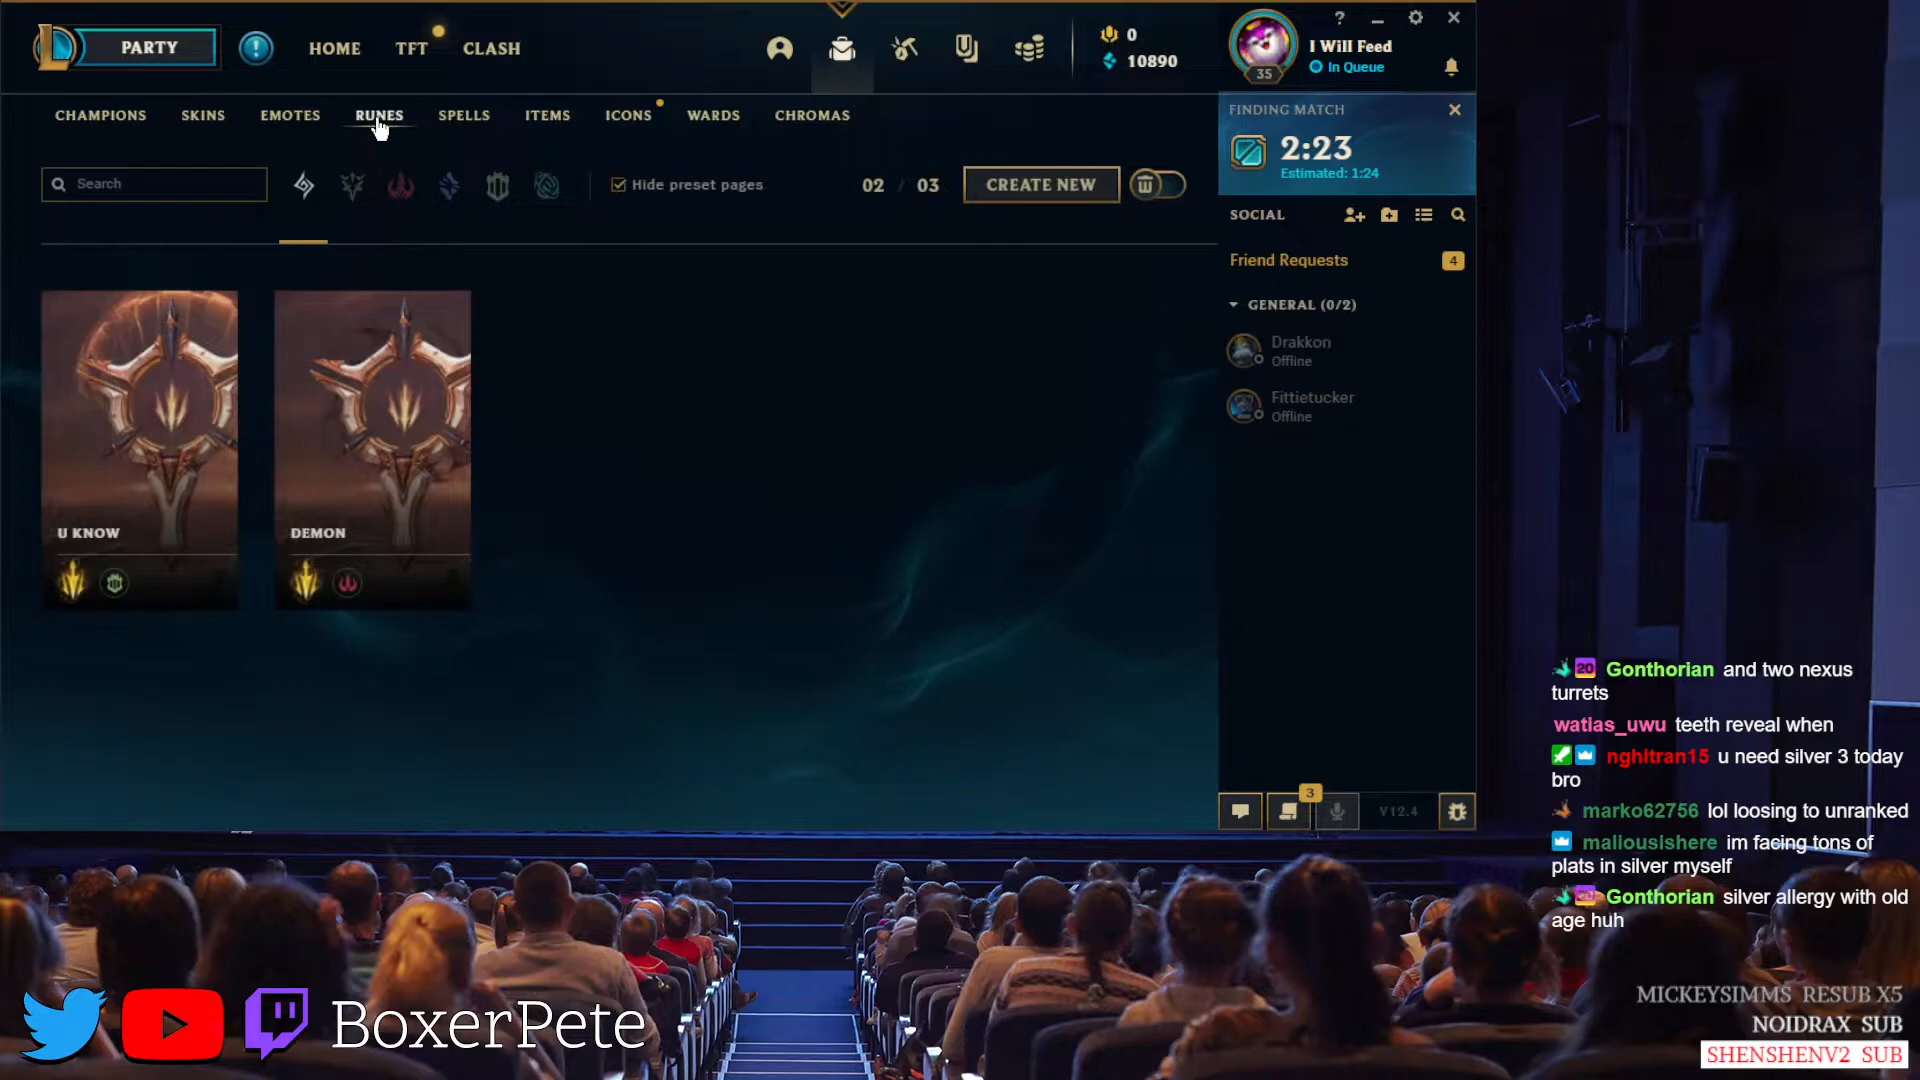 PARTY
HOME
TFT
CLASH
0
10890
35
I Will Feed
In Queue
CHAMPIONS
SKINS
EMOTES
RUNES
SPELLS
ITEMS
ICONS
WARDS
CHROMAS
FINDING MATCH
2:23
Estimated: 1:24
Search
Hide preset pages
02 / 03
CREATE NEW
SOCIAL
Friend Requests
4
GENERAL (0/2)
Drakkon
Offline
Fittietucker
Offline
U KNOW
DEMON
3
V12.4
20 Gonthorian and two nexus
turrets
watias_uwu teeth reveal when
nghitran15 u need silver 3 today
bro
marko62756 lol loosing to unranked
maliousishere im facing tons of
plats in silver myself
Gonthorian silver allergy with old
age huh
BoxerPete
MICKEYSIMMS RESUB X5
NOIDRAX SUB
SHENSHENV2 SUB